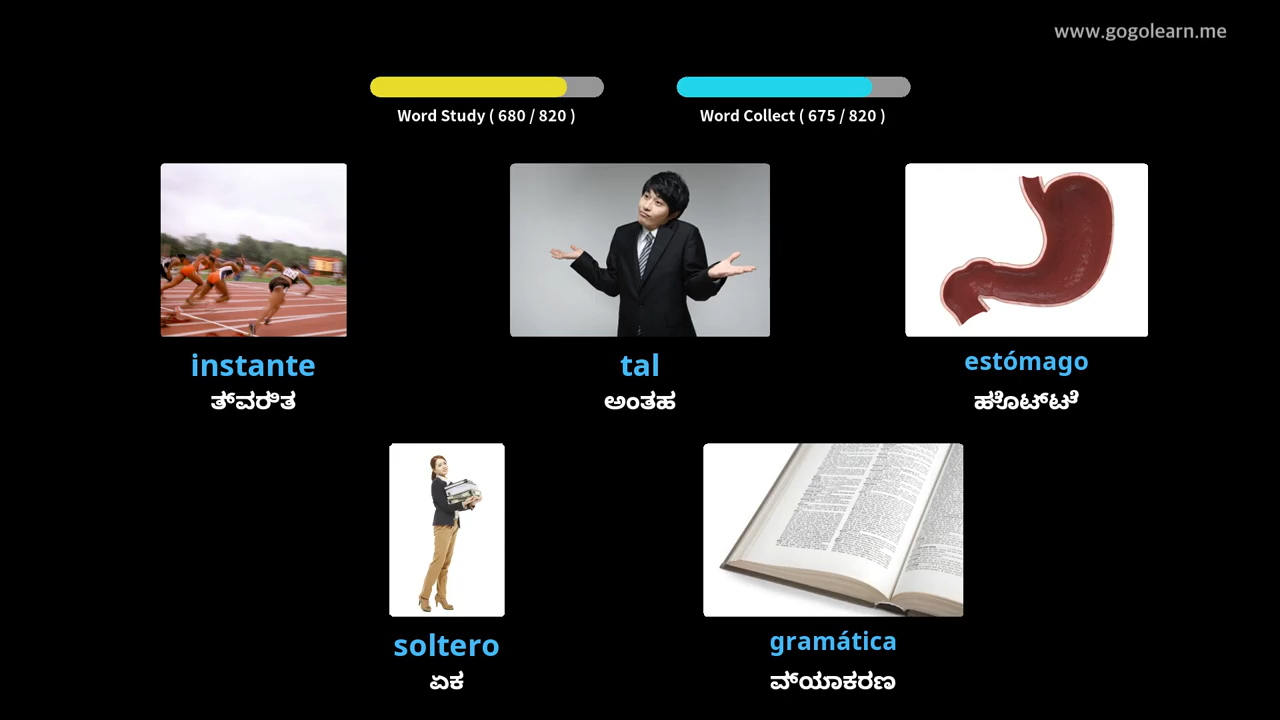 www.gogolearn.me
Word Study ( 680 / 820 )
Word Collect ( 675 / 820 )
instante
ತ್ವರಿತ
tal
ಅಂತಹ
estómago
ಹೊಟ್ಟೆ
soltero
ಏಕ
gramática
ವ್ಯಾಕರಣ